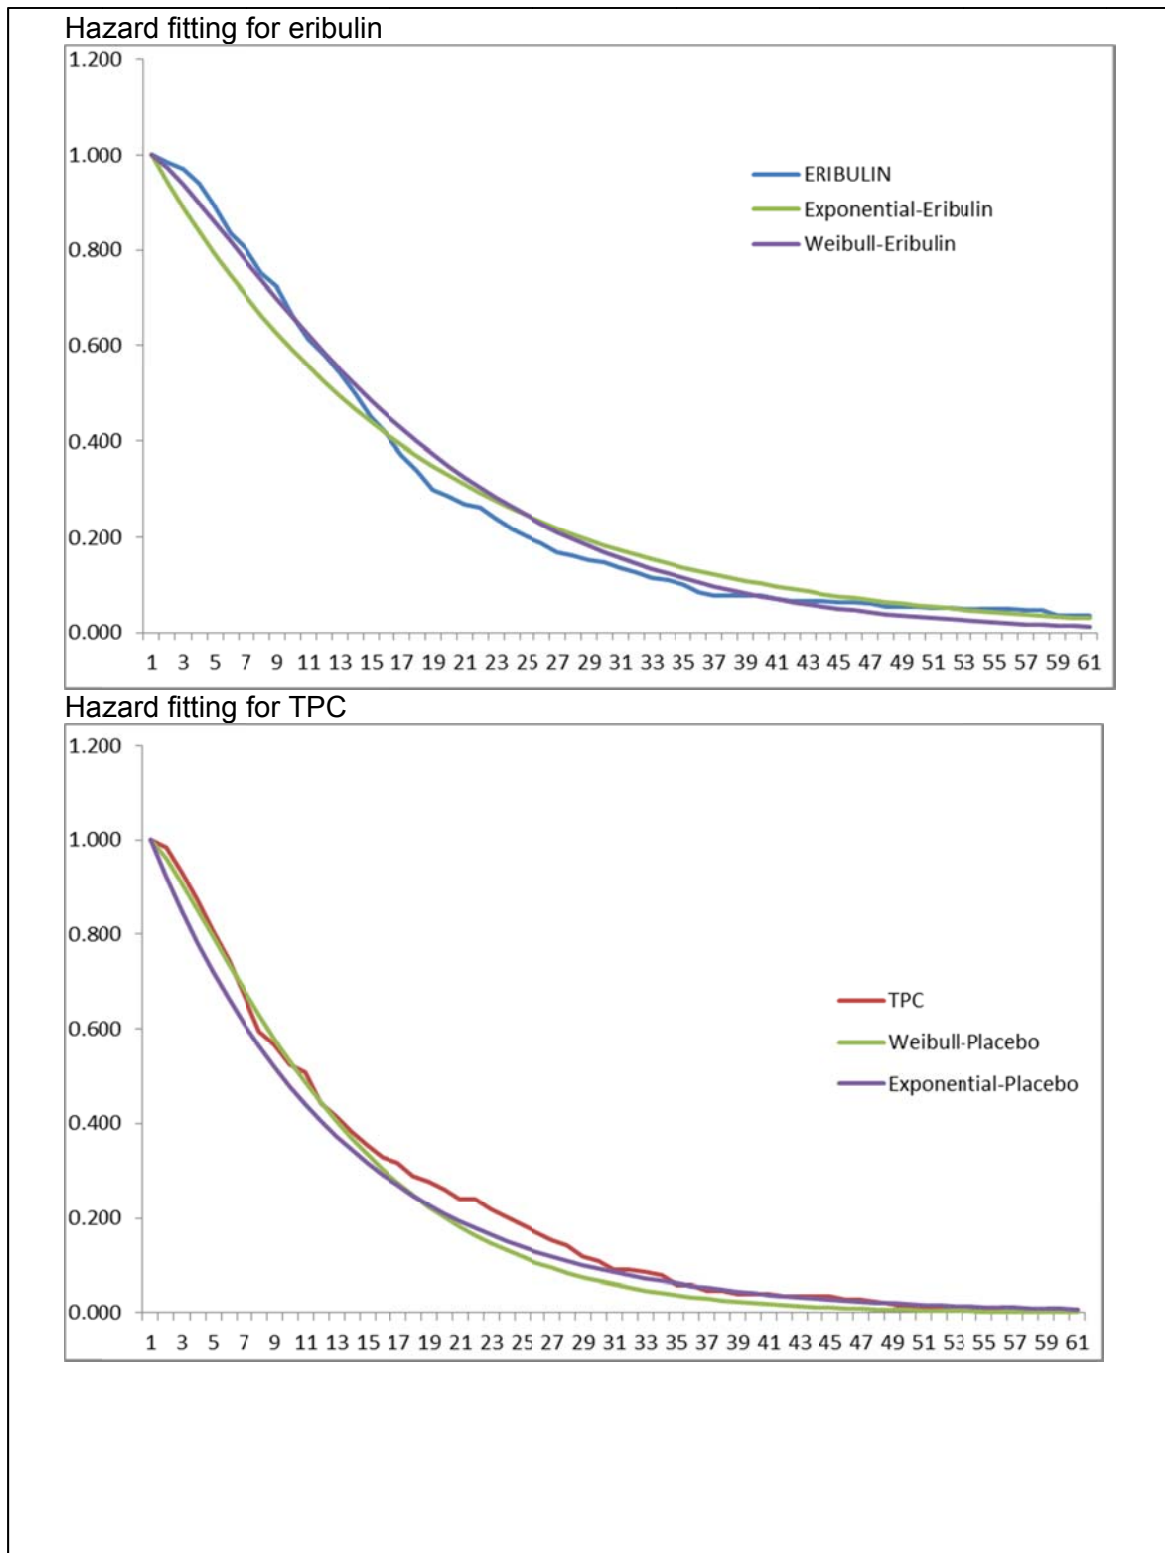 Hazard fitting for eribulin
1.200
1.000
ERIBULIN
Exponential-Eribulin
0.800
Weibull-Eribulin
0.600
0.400
0.200
0.000
1 3 5 7 9 11 13 15 17 19 21 23 25 27 29 31 33 35 37 39 41 43 45 47 49 51 53 55 57 59 61
Hazard fitting for TPC
1.200
1.000
0.800
TPC
0.600
Weibull-Placebo
Exponential-Placebo
0.400
0.200
0.000
1 3 5 7 9 11 13 15 17 19 21 23 25 27 29 31 33 35 37 39 41 43 45 47 49 51 53 55 57 59 61